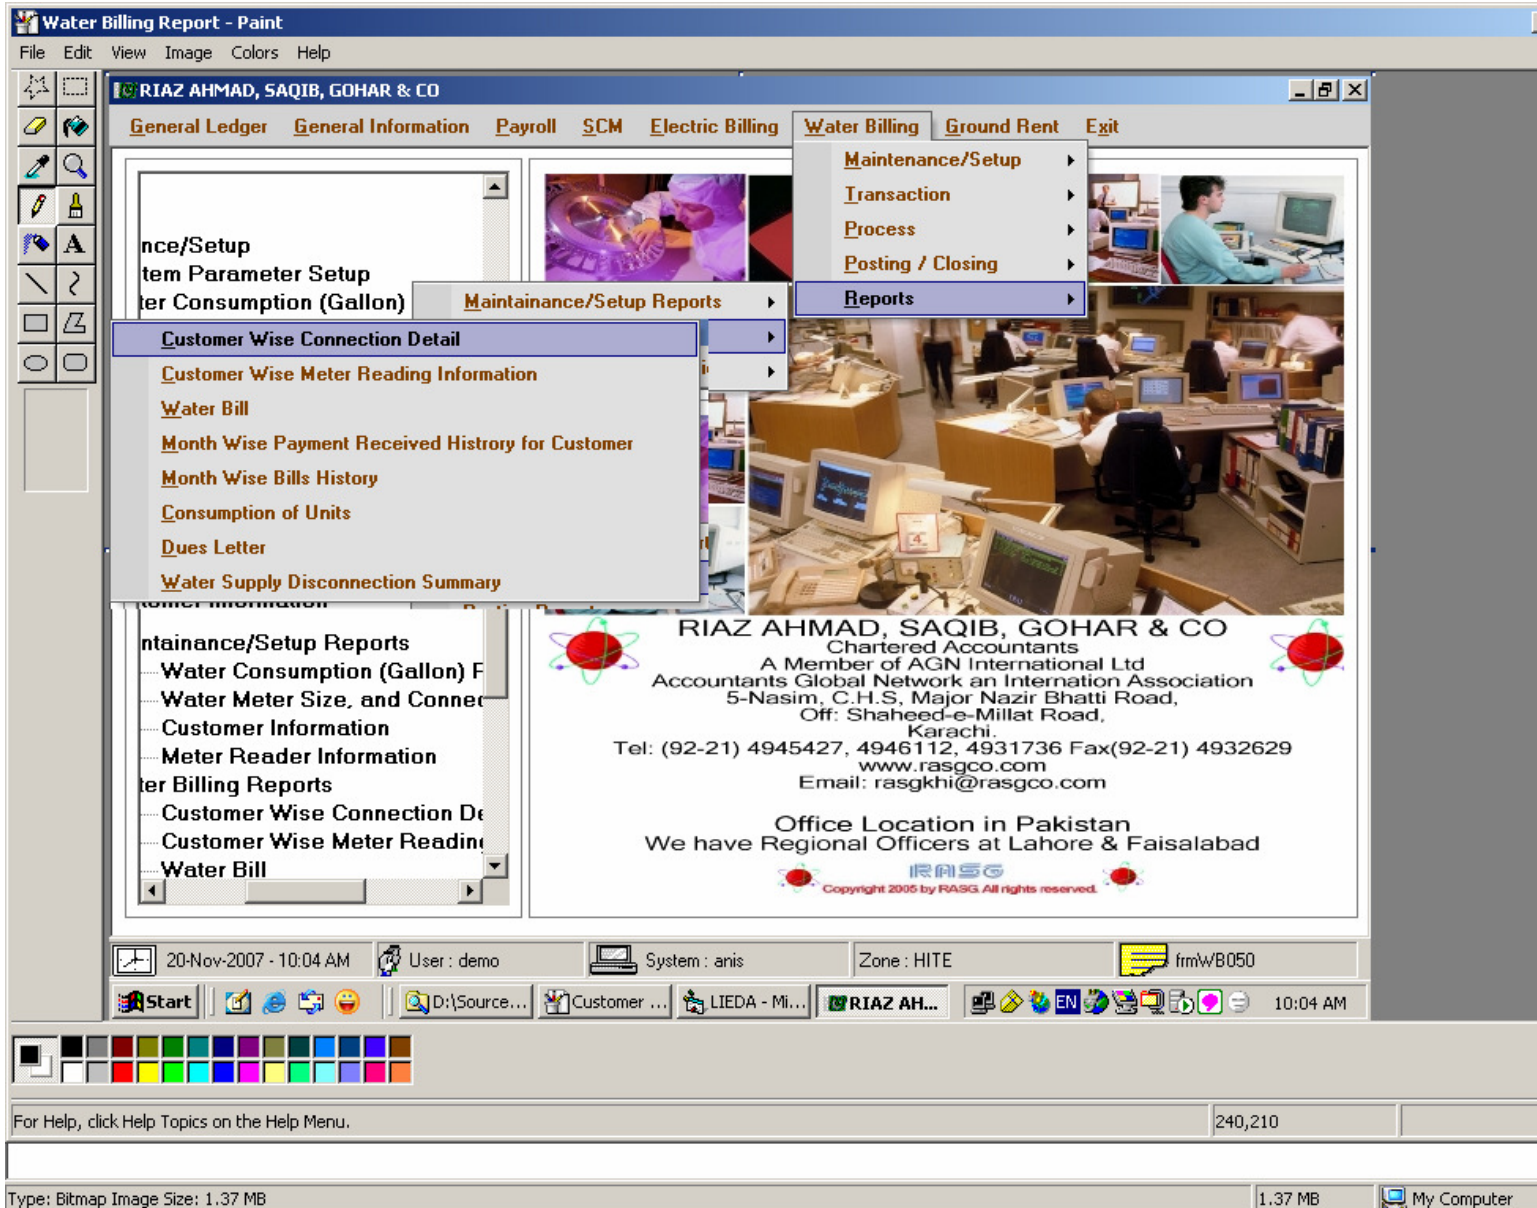 Water Billing Report - Paint
File Edit View Image Colors Help
RIAZ AHMAD, SAQIB, GOHAR & CO
General Ledger General Information Payroll SCM Electric Billing Water Billing Ground Rent Exit
Maintenance/Setup
Transaction
Process
Posting / Closing
Reports
nce/Setup
tem Parameter Setup
ter Consumption (Gallon)
Maintainance/Setup Reports
Customer Wise Connection Detail
Customer Wise Meter Reading Information
Water Bill
Month Wise Payment Received Histrory for Customer
Month Wise Bills History
Consumption of Units
Dues Letter
Water Supply Disconnection Summary
ntainance/Setup Reports
Water Consumption (Gallon) F
Water Meter Size, and Connec
Customer Information
Meter Reader Information
ter Billing Reports
Customer Wise Connection De
Customer Wise Meter Reading
Water Bill
RIAZ AHMAD, SAQIB, GOHAR & CO
Chartered Accountants
A Member of AGN International Ltd
Accountants Global Network an Internation Association
5-Nasim, C.H.S, Major Nazir Bhatti Road,
Off: Shaheed-e-Millat Road,
Karachi.
Tel: (92-21) 4945427, 4946112, 4931736 Fax(92-21) 4932629
www.rasgco.com
Email: rasgkhi@rasgco.com
Office Location in Pakistan
We have Regional Officers at Lahore & Faisalabad
RASG
Copyright 2005 by RASG. All rights reserved.
20-Nov-2007 - 10:04 AM User : demo System : anis Zone : HITE frmWB050
Start D:\Source... Customer ... LIEDA - Mi... RIAZ AH... EN 10:04 AM
For Help, click Help Topics on the Help Menu. 240,210
Type: Bitmap Image Size: 1.37 MB 1.37 MB My Computer